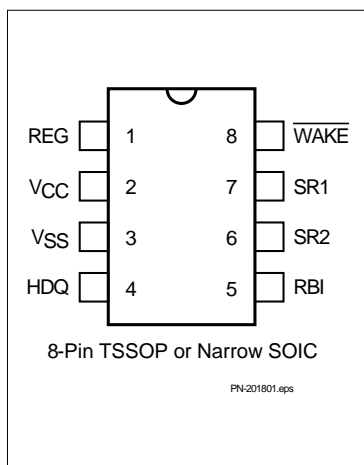 REG 1 8 W̅A̅K̅E̅
VCC 2 7 SR1
VSS 3 6 SR2
HDQ 4 5 RBI
8-Pin TSSOP or Narrow SOIC
PN-201801.eps